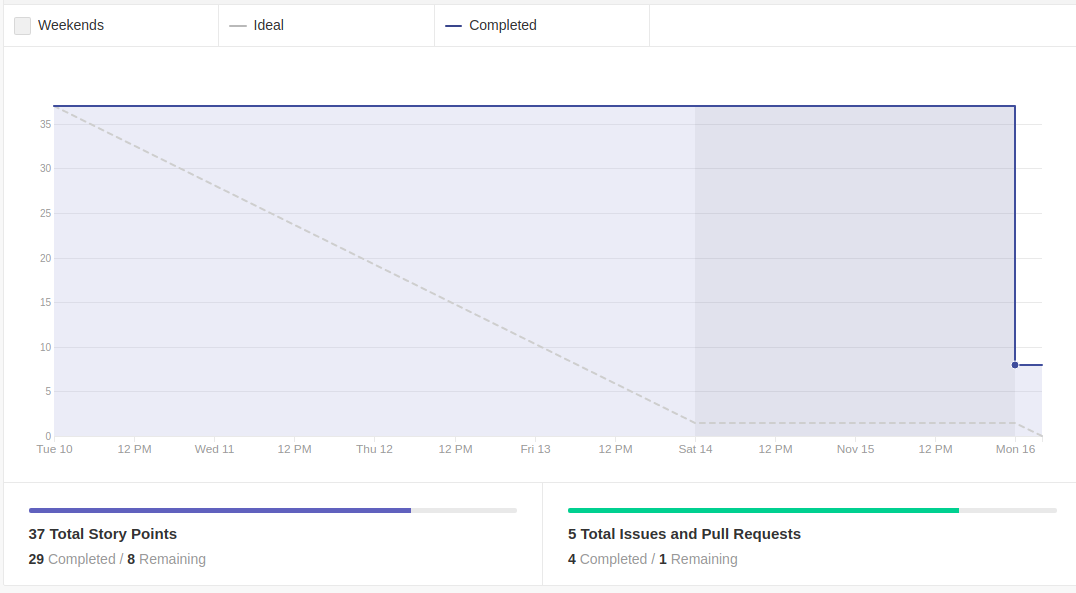 Weekends Ideal Completed
35
30
25
20
15
10
5
0
Tue 10 12 PM Wed 11 12 PM Thu 12 12 PM Fri 13 12 PM Sat 14 12 PM Nov 15 12 PM Mon 16
37 Total Story Points
29 Completed / 8 Remaining
5 Total Issues and Pull Requests
4 Completed / 1 Remaining